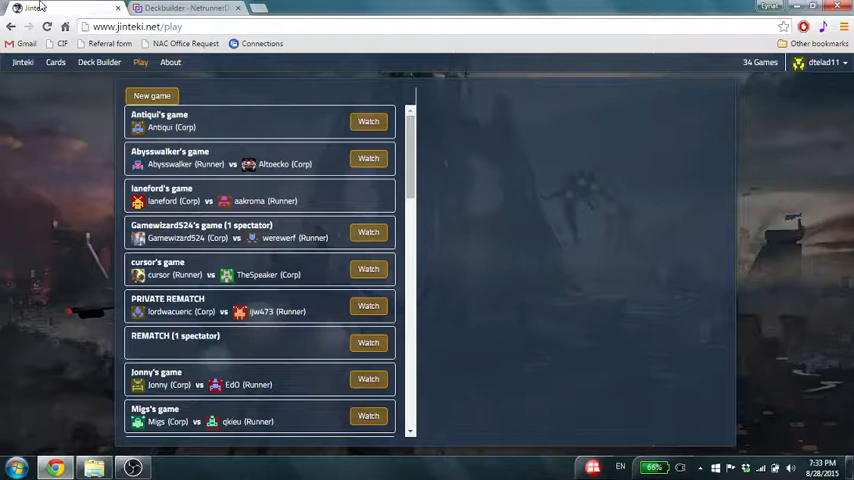 Jinteki
Deckbuilder - NetrunnerD
Eynat
www.jinteki.net/play
Gmail
CIF
Referral form
NAC Office Request
Connections
Other bookmarks
Jinteki
Cards
Deck Builder
Play
About
34 Games
dtelad11
New game
Antiqui's game
Antiqui (Corp)
Watch
Abysswalker's game
Abysswalker (Runner) vs Altoecko (Corp)
Watch
laneford's game
laneford (Corp) vs aakroma (Runner)
Gamewizard524's game (1 spectator)
Gamewizard524 (Corp) vs werewerf (Runner)
Watch
cursor's game
cursor (Runner) vs TheSpeaker (Corp)
Watch
PRIVATE REMATCH
lordwacueric (Corp) vs ijw473 (Runner)
Watch
REMATCH (1 spectator)
Watch
Jonny's game
Jonny (Corp) vs EdO (Runner)
Watch
Migs's game
Migs (Corp) vs qkieu (Runner)
Watch
EN
66%
7:33 PM
8/28/2015